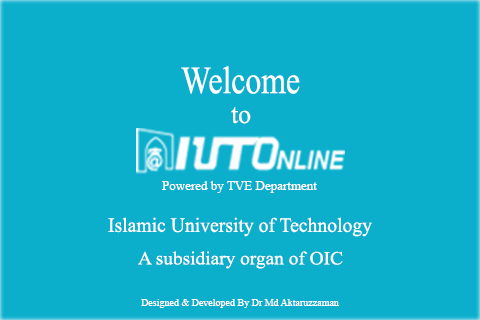 Welcome
to
IUTONLINE
Powered by TVE Department
Islamic University of Technology
A subsidiary organ of OIC
Designed & Developed By Dr Md Aktaruzzaman